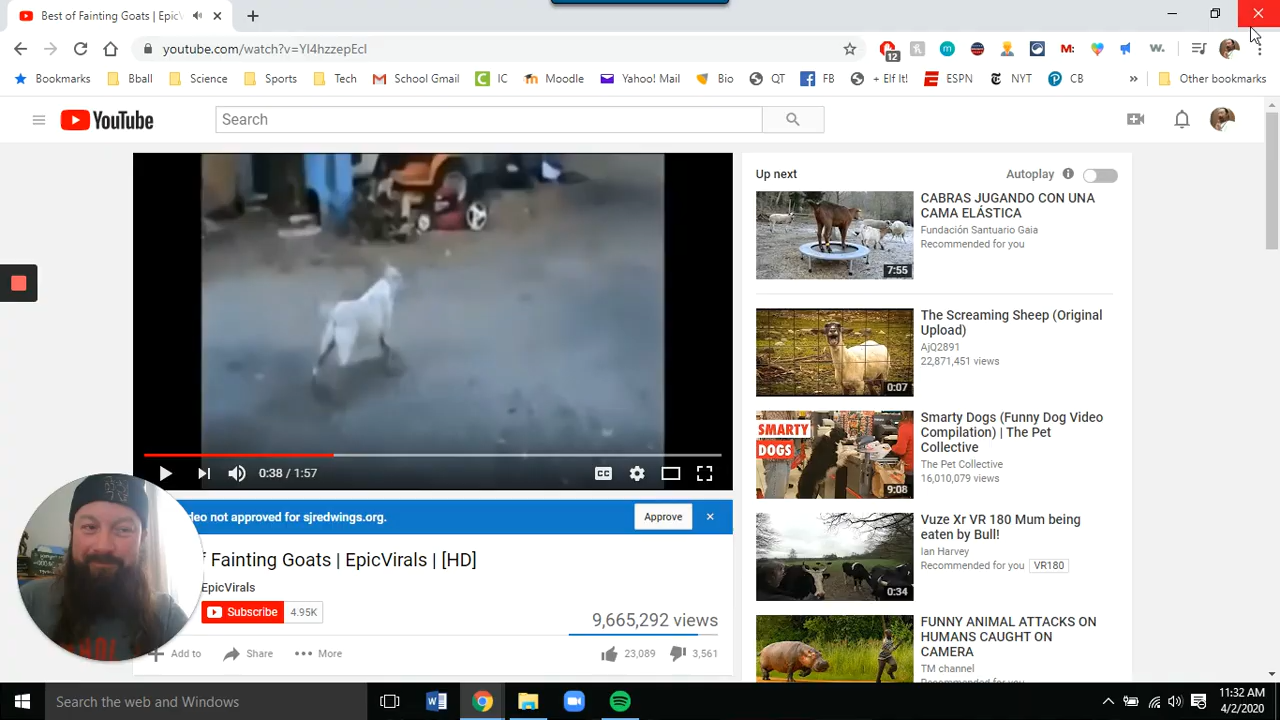 Best of Fainting Goats | EpicV
youtube.com/watch?v=Yl4hzzepEcI
12
M:
W.
Bookmarks
Bball
Science
Sports
Tech
School Gmail
IC
Moodle
Yahoo! Mail
Bio
QT
FB
+ Elf It!
ESPN
NYT
CB
»
Other bookmarks
YouTube
Search
Up next
Autoplay
CABRAS JUGANDO CON UNA
CAMA ELÁSTICA
Fundación Santuario Gaia
Recommended for you
7:55
The Screaming Sheep (Original
Upload)
AjQ2891
22,871,451 views
0:07
SMARTY
DOGS
Smarty Dogs (Funny Dog Video
Compilation) | The Pet
Collective
The Pet Collective
16,010,079 views
9:08
0:38 / 1:57
CC
deo not approved for sjredwings.org.
Approve
Vuze Xr VR 180 Mum being
eaten by Bull!
Ian Harvey
Recommended for you VR180
0:34
f Fainting Goats | EpicVirals | [HD]
EpicVirals
Subscribe 4.95K
9,665,292 views
Add to
Share
More
23,089
3,561
FUNNY ANIMAL ATTACKS ON
HUMANS CAUGHT ON
CAMERA
TM channel
Search the web and Windows
11:32 AM
4/2/2020